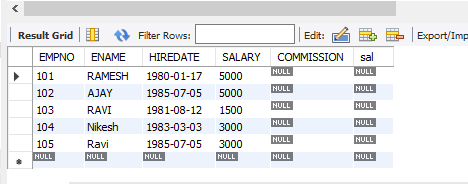 Result Grid Filter Rows: Edit: Export/Imp
EMPNO ENAME HIREDATE SALARY COMMISSION sal
101 RAMESH 1980-01-17 5000 NULL NULL
102 AJAY 1985-07-05 5000 NULL NULL
103 RAVI 1981-08-12 1500 NULL NULL
104 Nikesh 1983-03-03 3000 NULL NULL
105 Ravi 1985-07-05 3000 NULL NULL
NULL NULL NULL NULL NULL NULL